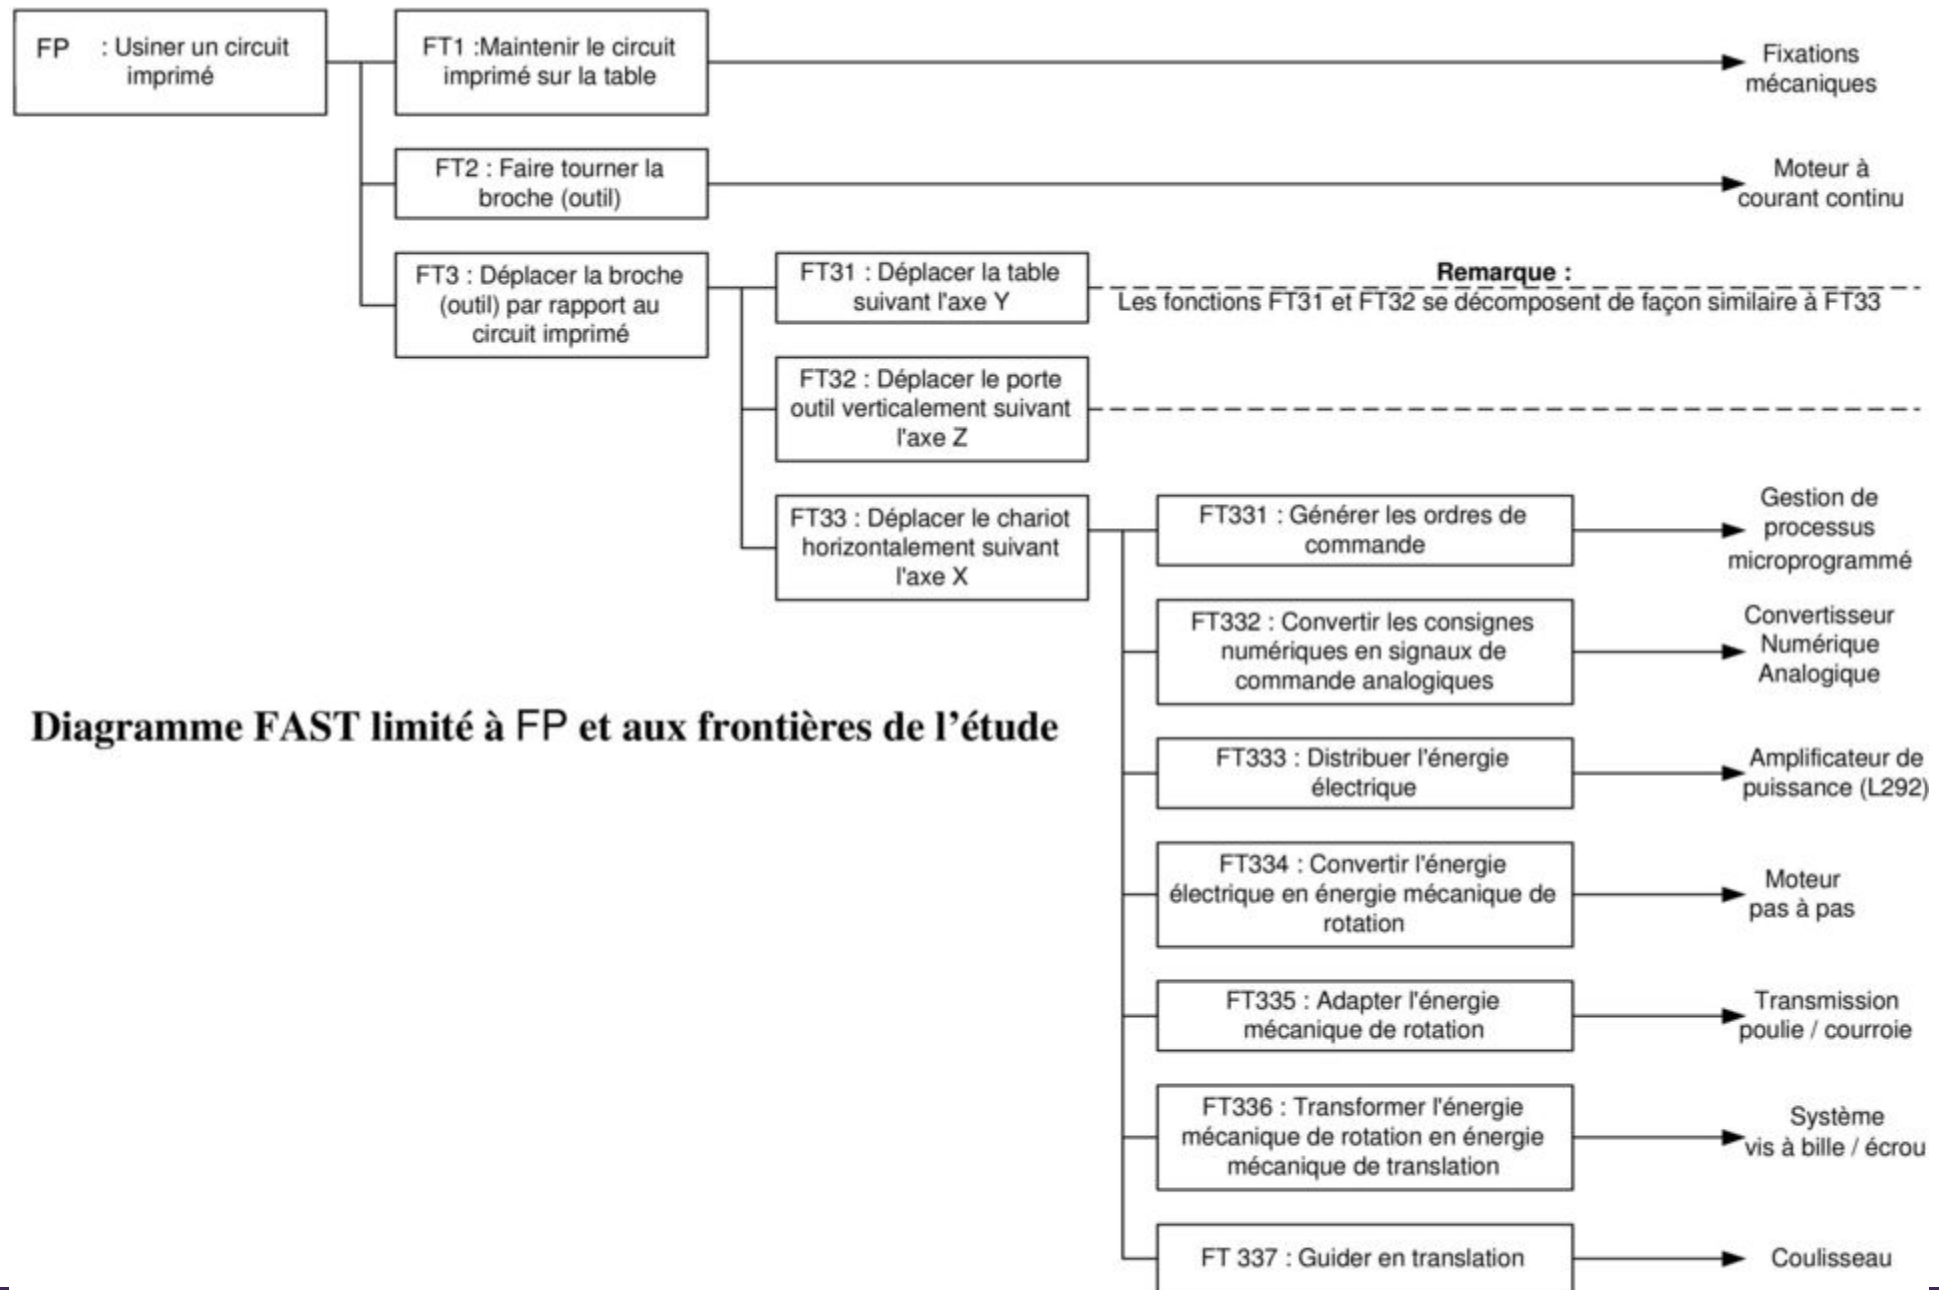 FP : Usiner un circuit
imprimé
FT1 :Maintenir le circuit
imprimé sur la table
Fixations
mécaniques
FT2 : Faire tourner la
broche (outil)
Moteur à
courant continu
FT3 : Déplacer la broche
(outil) par rapport au
circuit imprimé
FT31 : Déplacer la table
suivant l'axe Y
Remarque :
Les fonctions FT31 et FT32 se décomposent de façon similaire à FT33
FT32 : Déplacer le porte
outil verticalement suivant
l'axe Z
FT33 : Déplacer le chariot
horizontalement suivant
l'axe X
FT331 : Générer les ordres de
commande
Gestion de
processus
microprogrammé
FT332 : Convertir les consignes
numériques en signaux de
commande analogiques
Convertisseur
Numérique
Analogique
Diagramme FAST limité à FP et aux frontières de l’étude
FT333 : Distribuer l'énergie
électrique
Amplificateur de
puissance (L292)
FT334 : Convertir l'énergie
électrique en énergie mécanique de
rotation
Moteur
pas à pas
FT335 : Adapter l'énergie
mécanique de rotation
Transmission
poulie / courroie
FT336 : Transformer l'énergie
mécanique de rotation en énergie
mécanique de translation
Système
vis à bille / écrou
FT 337 : Guider en translation
Coulisseau